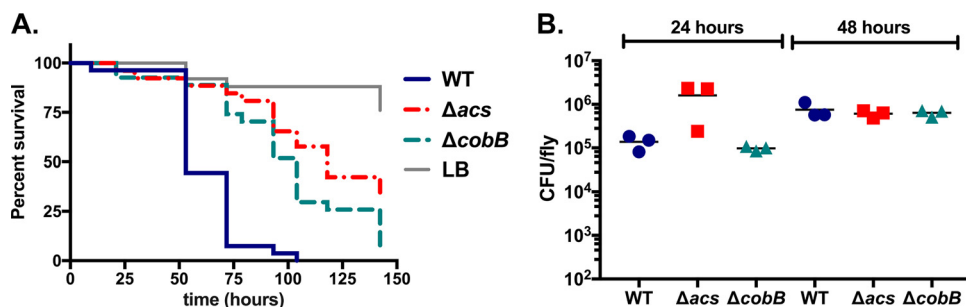 A.
Percent survival
100
75
50
25
0
0 25 50 75 100 125 150
time (hours)
WT
Δacs
ΔcobB
LB
B.
24 hours 48 hours
CFU/fly
10⁷
10⁶
10⁵
10⁴
10³
10²
WT Δacs ΔcobB WT Δacs ΔcobB